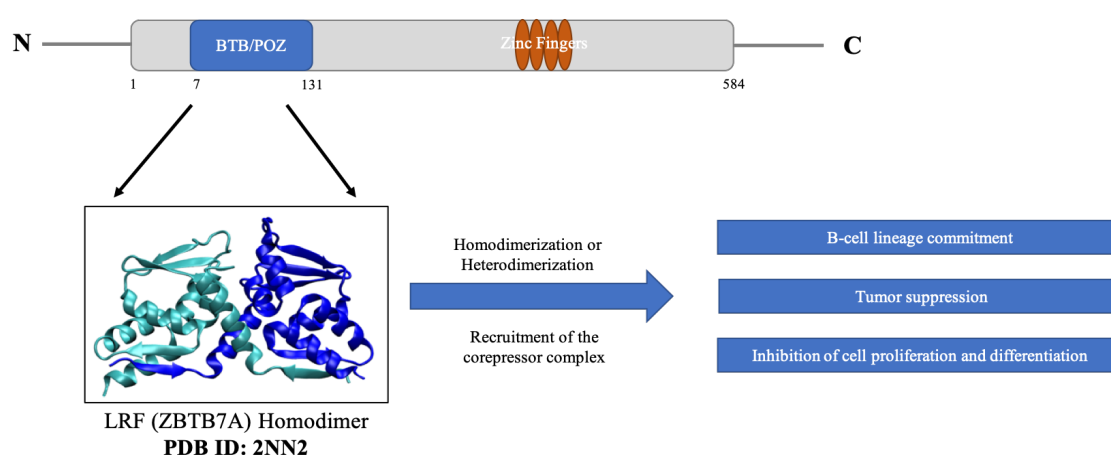 N
BTB/POZ
Zinc Fingers
C
1
7
131
584
Homodimerization or
Heterodimerization
Recruitment of the
corepressor complex
B-cell lineage commitment
Tumor suppression
Inhibition of cell proliferation and differentiation
LRF (ZBTB7A) Homodimer
PDB ID: 2NN2